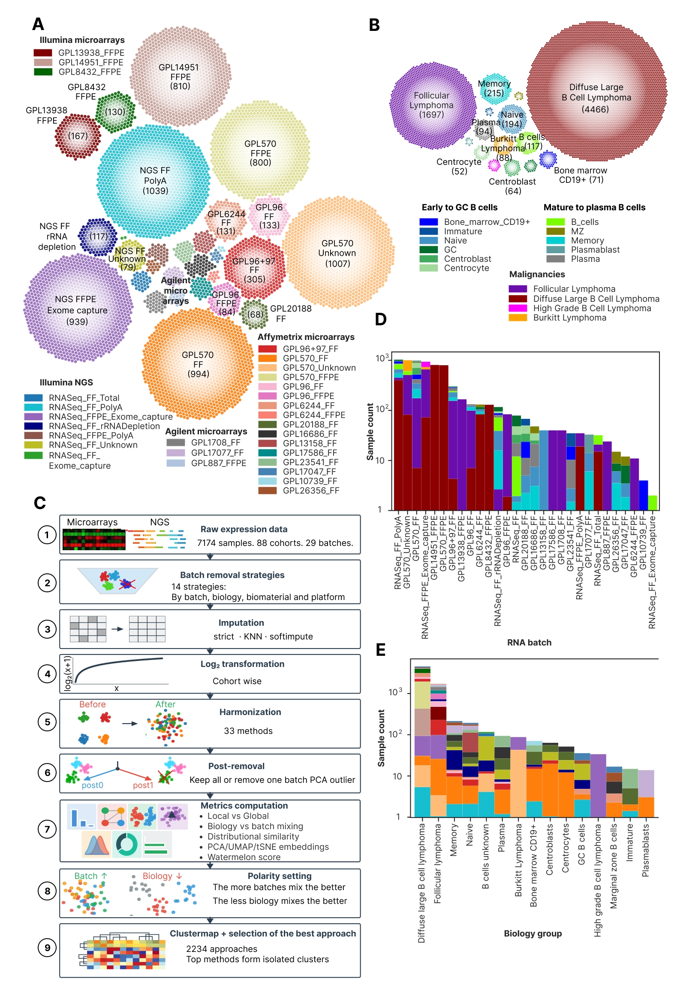 A
Illumina microarrays
GPL13938_FFPE
GPL14951_FFPE
GPL8432_FFPE
GPL14951
FFPE
(810)
GPL8432
FFPE
(130)
GPL13938
FFPE
(167)
GPL570
FFPE
(800)
NGS FF
PolyA
(1039)
GPL6244
FF
(131)
GPL96
FF
(133)
NGS FF
rRNA
depletion
(117)
NGS FF
Unknown
(79)
GPL570
Unknown
(1007)
GPL96+97
FF
(305)
Agilent
micro
arrays
GPL96
FFPE
(84)
(68)
GPL20188
FF
NGS FFPE
Exome capture
(939)
GPL570
FF
(994)
Illumina NGS
RNASeq_FF_Total
RNASeq_FF_PolyA
RNASeq_FFPE_Exome_capture
RNASeq_FF_rRNADepletion
RNASeq_FFPE_PolyA
RNASeq_FF_Unknown
RNASeq_FF_
Exome_capture
Agilent microarrays
GPL1708_FF
GPL17077_FF
GPL887_FFPE
Affymetrix microarrays
GPL96+97_FF
GPL570_FF
GPL570_Unknown
GPL570_FFPE
GPL96_FF
GPL96_FFPE
GPL6244_FF
GPL6244_FFPE
GPL20188_FF
GPL16686_FF
GPL13158_FF
GPL17586_FF
GPL23541_FF
GPL17047_FF
GPL10739_FF
GPL26356_FF
B
Follicular
Lymphoma
(1697)
Memory
(215)
Diffuse Large
B Cell Lymphoma
(4466)
Naive
(194)
Plasma
(94)
Burkitt
Lymphoma
(88)
B cells
(117)
Centrocyte
(52)
Centroblast
(64)
Bone marrow
CD19+ (71)
Early to GC B cells
Bone_marrow_CD19+
Immature
Naive
GC
Centroblast
Centrocyte
Mature to plasma B cells
B_cells
MZ
Memory
Plasmablast
Plasma
Malignancies
Follicular Lymphoma
Diffuse Large B Cell Lymphoma
High Grade B Cell Lymphoma
Burkitt Lymphoma
C
1
Microarrays
NGS
Raw expression data
7174 samples. 88 cohorts. 29 batches.
2
Batch removal strategies
14 strategies:
By batch, biology, biomaterial and platform
3
Imputation
strict · KNN · softimpute
4
log₂(x+1)
x
Log₂ transformation
Cohort wise
5
Before
After
Harmonization
33 methods
6
post0
post1
Post-removal
Keep all or remove one batch PCA outlier
7
Metrics computation
• Local vs Global
• Biology vs batch mixing
• Distributional similarity
• PCA/UMAP/tSNE embeddings
• Watermelon score
8
Batch ↑
Biology ↓
Polarity setting
The more batches mix the better
The less biology mixes the better
9
Clustermap + selection of the best approach
2234 approaches
Top methods form isolated clusters
D
Sample count
10³
10²
10
1
RNASeq_FF_PolyA
GPL570_Unknown
GPL570_FF
RNASeq_FFPE_Exome_capture
GPL14951_FFPE
GPL570_FFPE
GPL96+97_FF
GPL13938_FFPE
GPL96_FF
GPL6244_FF
GPL8432_FFPE
RNASeq_FF_rRNADepletion
GPL96_FFPE
RNASeq_FF
GPL20188_FF
GPL16686_FF
GPL13158_FF
GPL17586_FF
GPL1708_FF
GPL23541_FF
RNASeq_FFPE_PolyA
GPL17077_FF
RNASeq_FF_Total
GPL887_FFPE
GPL26356_FF
GPL17047_FF
GPL6244_FFPE
GPL10739_FF
RNASeq_FF_Exome_capture
RNA batch
E
Sample count
10³
10²
10
1
Diffuse large B cell lymphoma
Follicular lymphoma
Memory
Naive
B cells unknown
Plasma
Burkitt Lymphoma
Bone marrow CD19+
Centroblasts
Centrocytes
GC B cells
High grade B cell lymphoma
Marginal zone B cells
Immature
Plasmablasts
Biology group